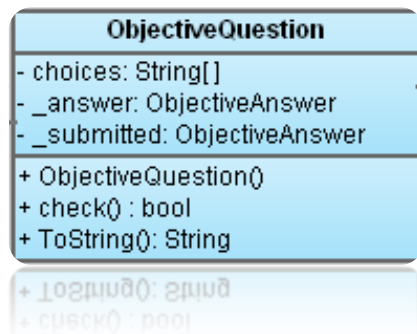 ObjectiveQuestion
- choices: String[]
- _answer: ObjectiveAnswer
- _submitted: ObjectiveAnswer
+ ObjectiveQuestion()
+ check() : bool
+ ToString(): String